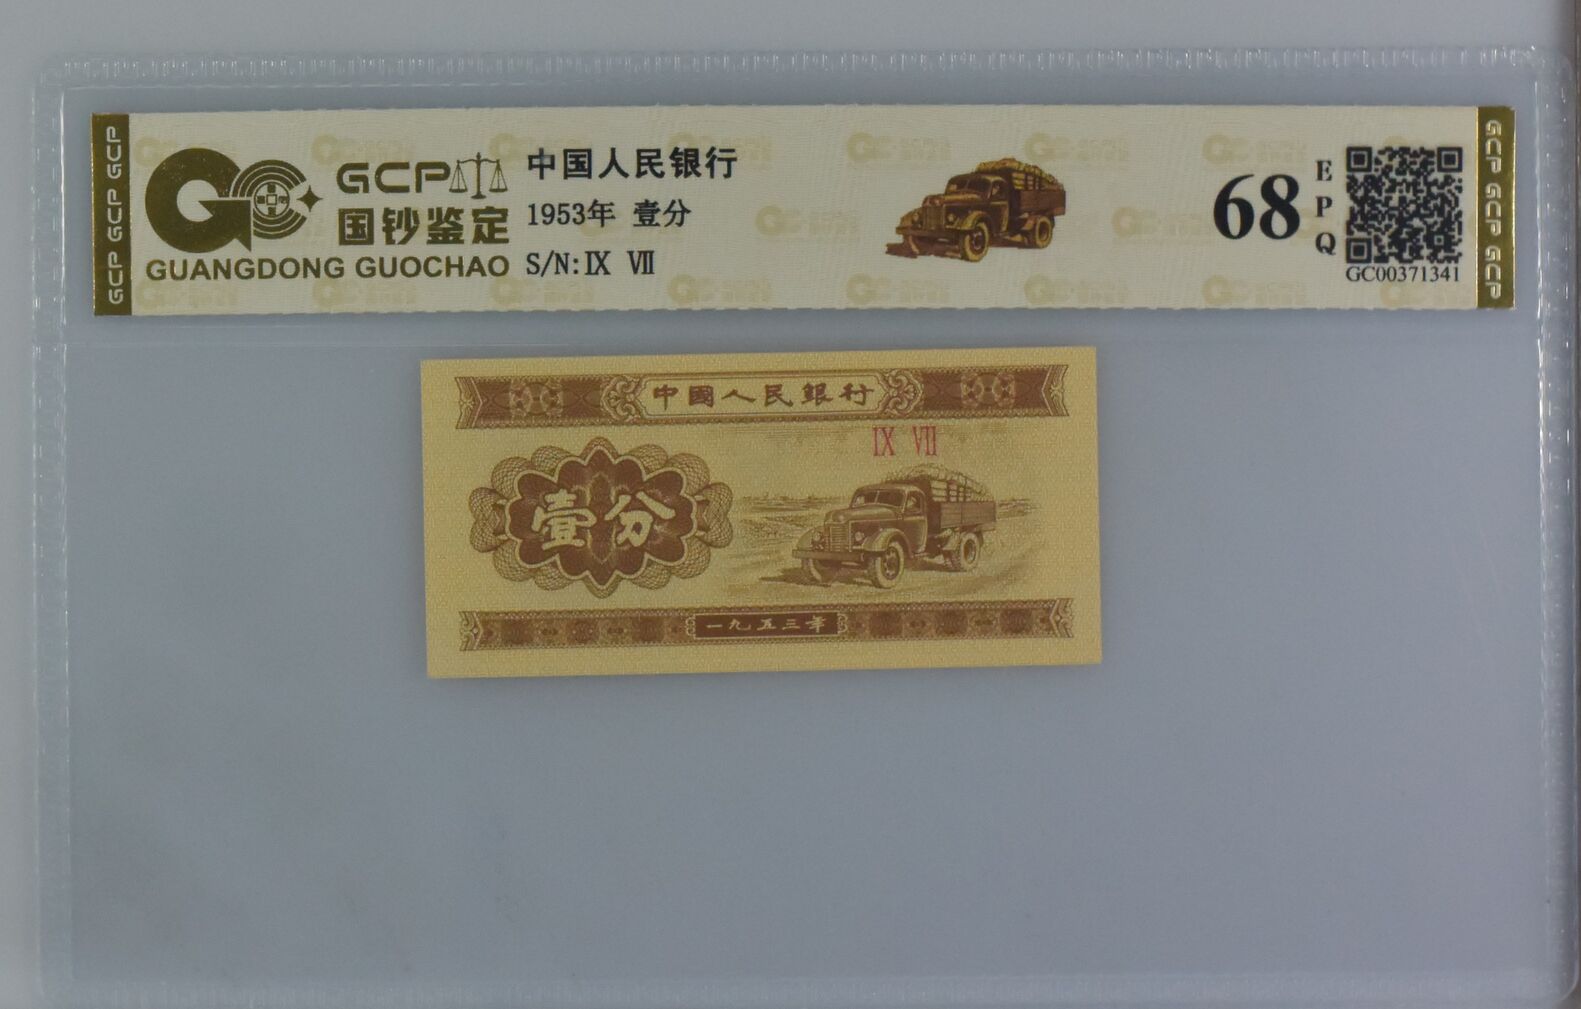 GCP GCP GCP
GCP
国钞鉴定
GUANGDONG GUOCHAO
中国人民银行
1953年 壹分
S/N: IX VII
68
EPQ
GC00371341
GCP GCP GCP
中國人民銀行
IX VII
壹分
一九五三年